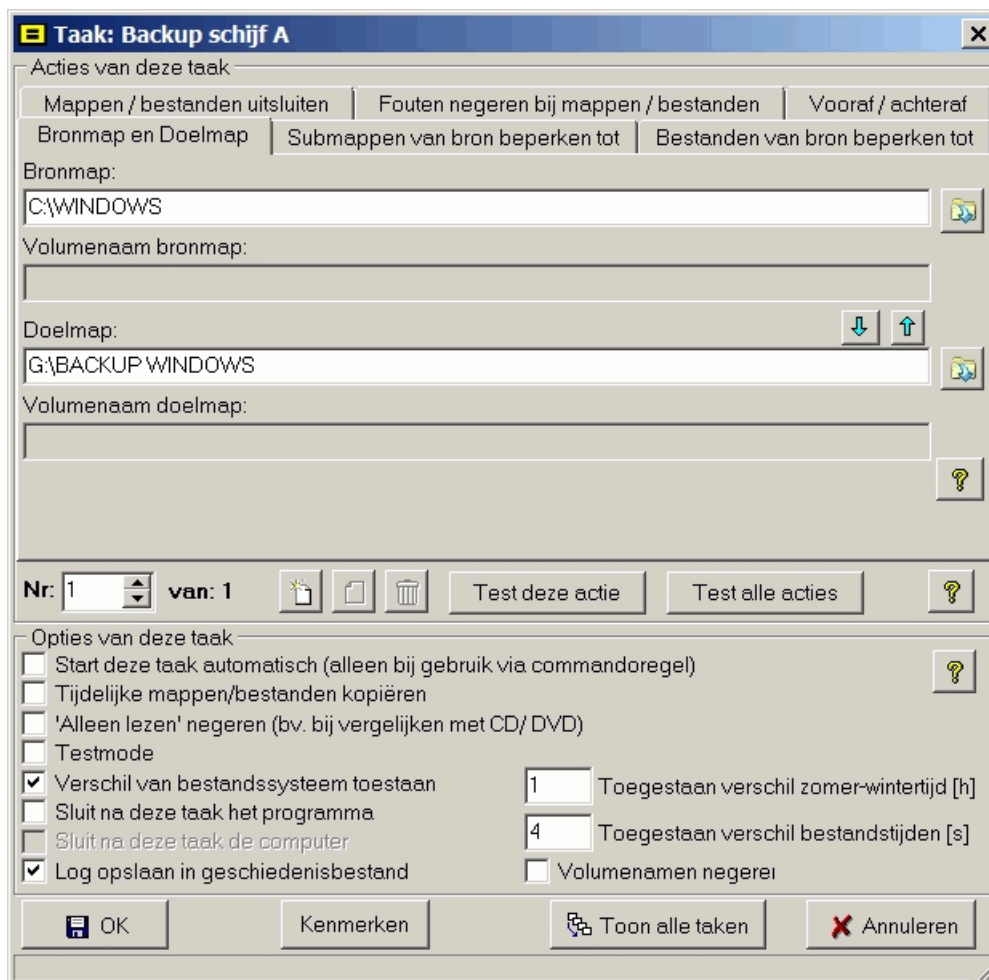 Taak: Backup schijf A
Acties van deze taak
Mappen / bestanden uitsluiten
Fouten negeren bij mappen / bestanden
Vooraf / achteraf
Bronmap en Doelmap
Submappen van bron beperken tot
Bestanden van bron beperken tot
Bronmap:
C:\WINDOWS
Volumenaam bronmap:
Doelmap:
G:\BACKUP WINDOWS
Volumenaam doelmap:
Nr: 1 van: 1
Test deze actie
Test alle acties
Opties van deze taak
Start deze taak automatisch (alleen bij gebruik via commandoregel)
Tijdelijke mappen/bestanden kopiëren
'Alleen lezen' negeren (bv. bij vergelijken met CD/ DVD)
Testmode
Verschil van bestandssysteem toestaan
1 Toegestaan verschil zomer-wintertijd [h]
Sluit na deze taak het programma
Sluit na deze taak de computer
4 Toegestaan verschil bestandstijden [s]
Log opslaan in geschiedenisbestand
Volumenamen negerei
OK
Kenmerken
Toon alle taken
Annuleren